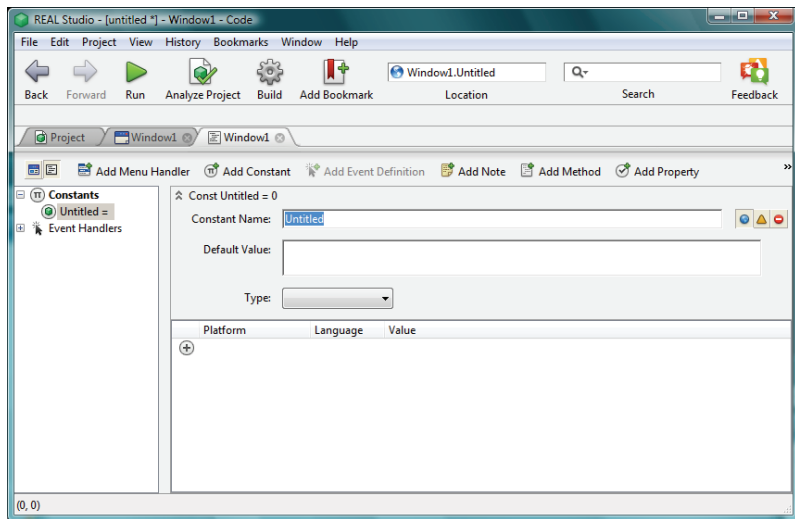 REAL Studio - [untitled *] - Window1 - Code
File Edit Project View History Bookmarks Window Help
Window1.Untitled
Back Forward Run Analyze Project Build Add Bookmark Location Search Feedback
Project Window1 Window1
Add Menu Handler Add Constant Add Event Definition Add Note Add Method Add Property »
Constants
Untitled =
Event Handlers
Const Untitled = 0
Constant Name: Untitled
Default Value:
Type:
Platform Language Value
(0, 0)